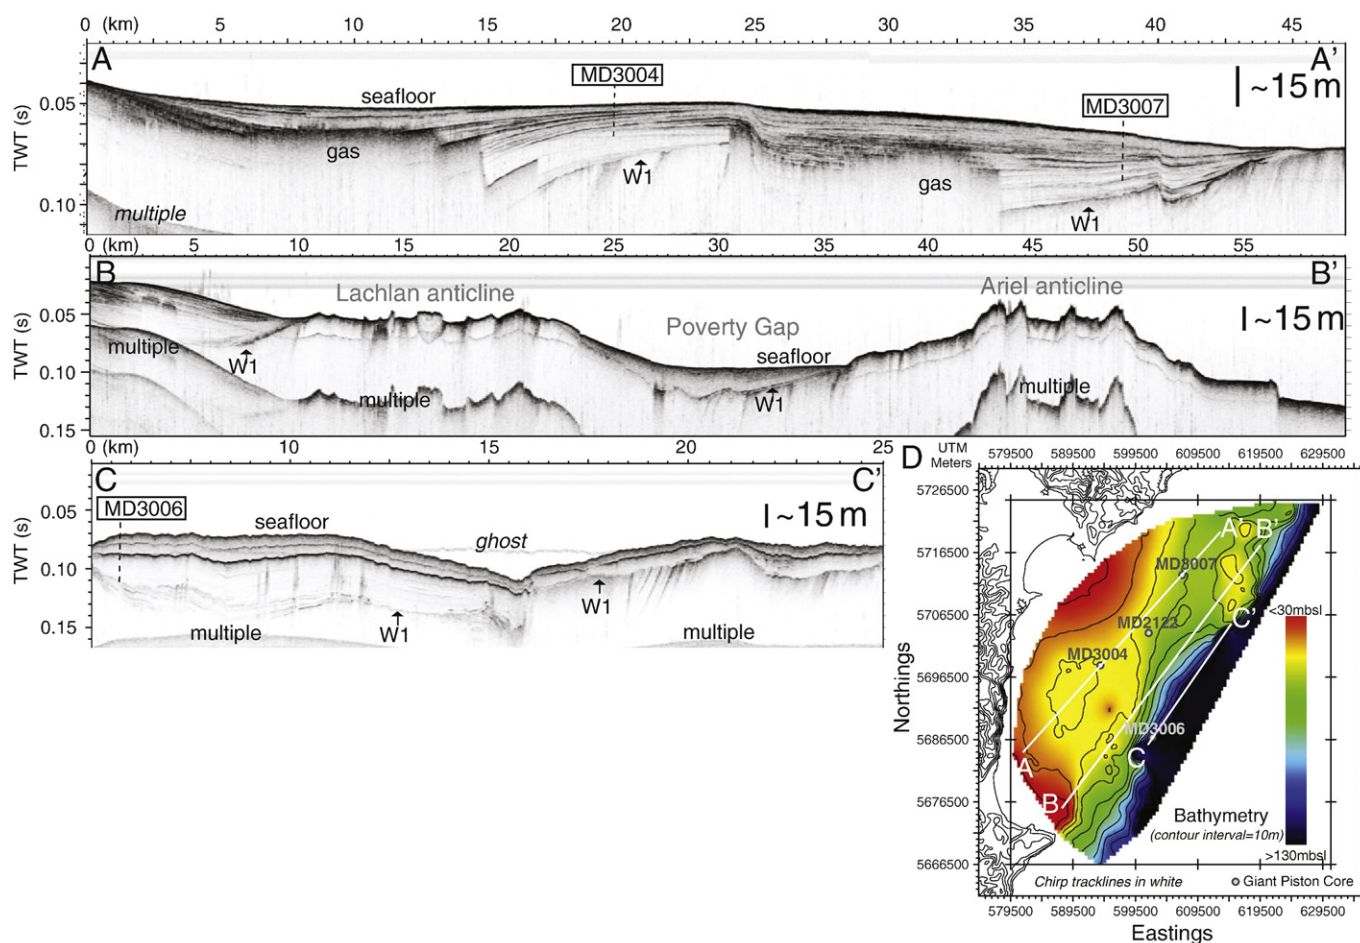 0 (km) 5 10 15 20 25 30 35 40 45
A
A'
MD3004
~15 m
seafloor
MD3007
0.05
TWT (s)
gas
gas
W1
0.10
multiple
W1
0 (km) 5 10 15 20 25 30 35 40 45 50 55
B
B'
Lachlan anticline
Ariel anticline
TWT (s)
0.05
Poverty Gap
~15 m
multiple
seafloor
W1
0.10
multiple
W1
multiple
0.15
0 (km) 10 15 20 25
C
C'
MD3006
0.05
seafloor
~15 m
TWT (s)
ghost
0.10
W1
W1
0.15
multiple
multiple
D
UTM
Meters
579500 589500 599500 609500 619500 629500
5726500
5716500
5706500
5696500
5686500
5676500
5666500
Northings
A'
B'
MD3007
C'
MD2122
MD3004
MD3006
A
C
B
<30mbsl
>130mbsl
Bathymetry
(contour interval=10m)
Chirp tracklines in white
Giant Piston Core
579500 589500 599500 609500 619500 629500
Eastings